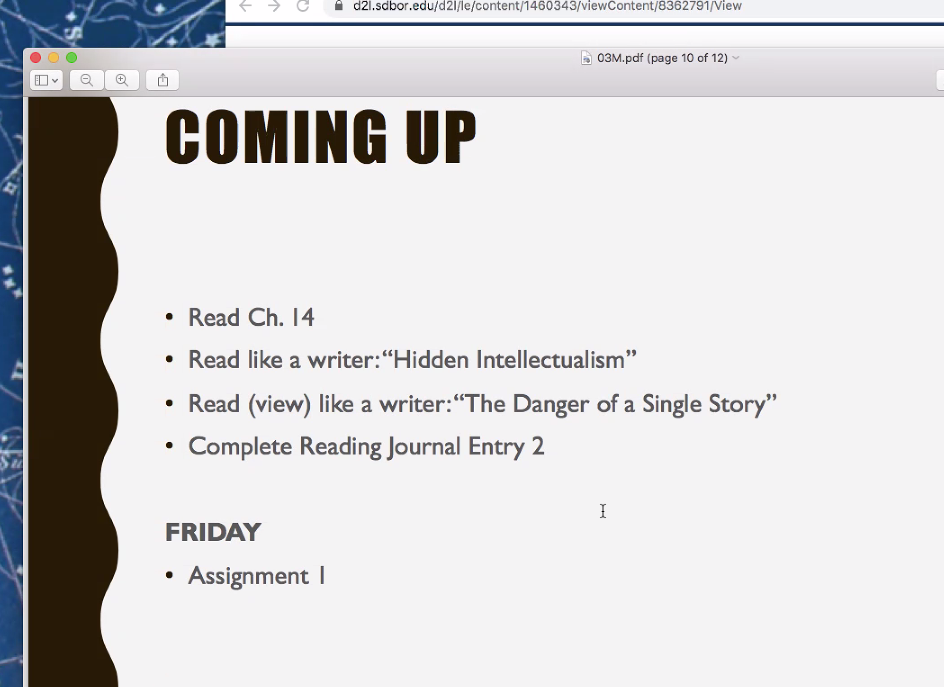 d2l.sdbor.edu/d2l/le/content/1460343/viewContent/8362791/View
03M.pdf (page 10 of 12)
COMING UP
• Read Ch. 14
• Read like a writer: “Hidden Intellectualism”
• Read (view) like a writer: “The Danger of a Single Story”
• Complete Reading Journal Entry 2
FRIDAY
• Assignment 1